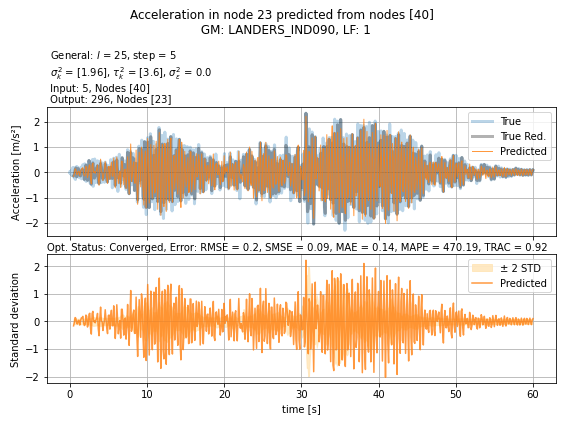 Acceleration in node 23 predicted from nodes [40]
GM: LANDERS_IND090, LF: 1
General: l = 25, step = 5
σ²ₖ = [1.96], τ²ₖ = [3.6], σ²ε = 0.0
Input: 5, Nodes [40]
Output: 296, Nodes [23]
Acceleration [m/s²]
2
1
0
−1
−2
True
True Red.
Predicted
Opt. Status: Converged, Error: RMSE = 0.2, SMSE = 0.09, MAE = 0.14, MAPE = 470.19, TRAC = 0.92
Standard deviation
2
1
0
−1
−2
± 2 STD
Predicted
0 10 20 30 40 50 60
time [s]